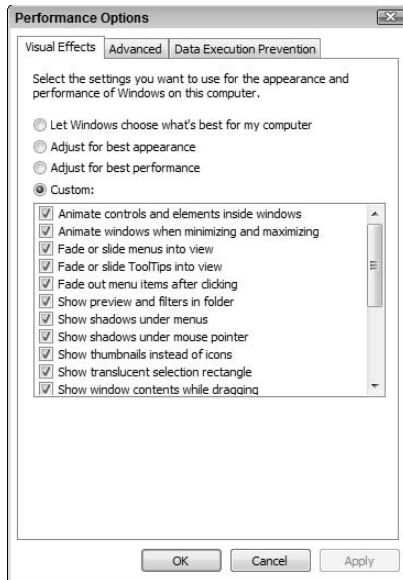 Performance Options
Visual Effects Advanced Data Execution Prevention
Select the settings you want to use for the appearance and
performance of Windows on this computer.
Let Windows choose what's best for my computer
Adjust for best appearance
Adjust for best performance
Custom:
Animate controls and elements inside windows
Animate windows when minimizing and maximizing
Fade or slide menus into view
Fade or slide ToolTips into view
Fade out menu items after clicking
Show preview and filters in folder
Show shadows under menus
Show shadows under mouse pointer
Show thumbnails instead of icons
Show translucent selection rectangle
Show window contents while dragging
OK Cancel Apply